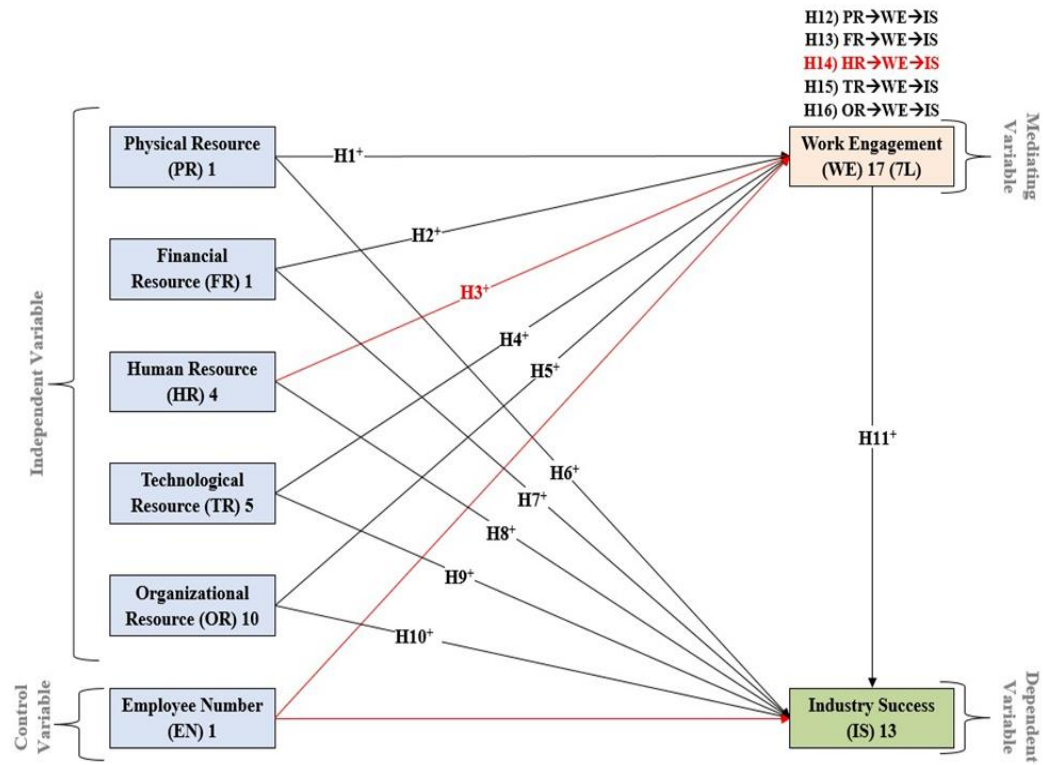 H12) PR→WE→IS
H13) FR→WE→IS
H14) HR→WE→IS
H15) TR→WE→IS
H16) OR→WE→IS
Independent Variable
Physical Resource
(PR) 1
Financial
Resource (FR) 1
Human Resource
(HR) 4
Technological
Resource (TR) 5
Organizational
Resource (OR) 10
Control
Variable
Employee Number
(EN) 1
H1⁺
H2⁺
H3⁺
H4⁺
H5⁺
H6⁺
H7⁺
H8⁺
H9⁺
H10⁺
H11⁺
Work Engagement
(WE) 17 (7L)
Mediating
Variable
Industry Success
(IS) 13
Dependent
Variable